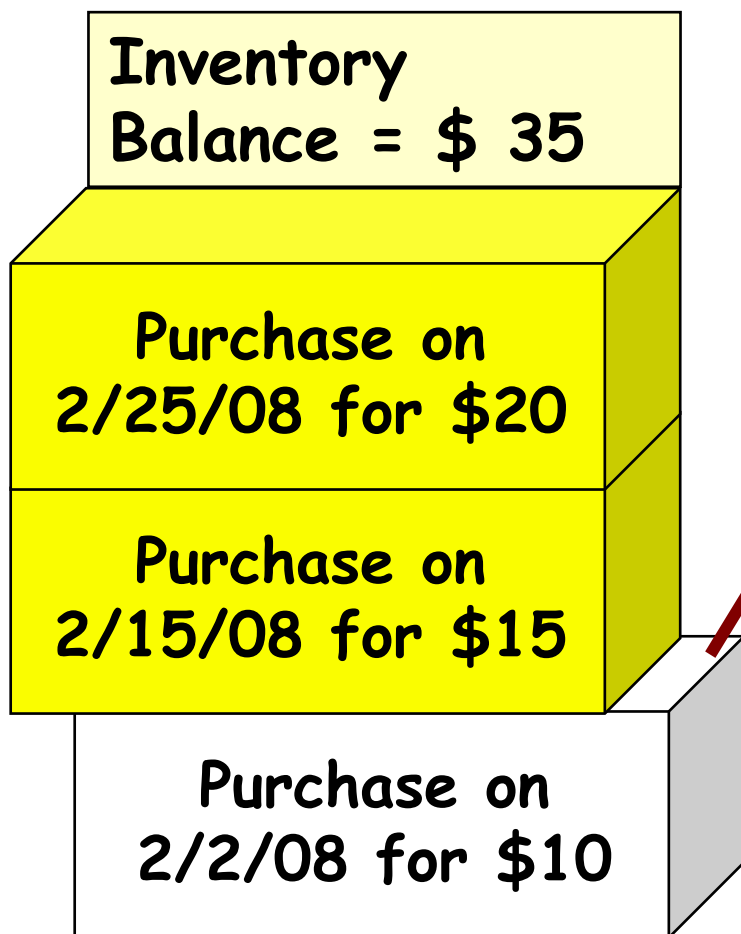 Inventory
Balance = $ 35
Purchase on
2/25/08 for $20
Purchase on
2/15/08 for $15
Purchase on
2/2/08 for $10